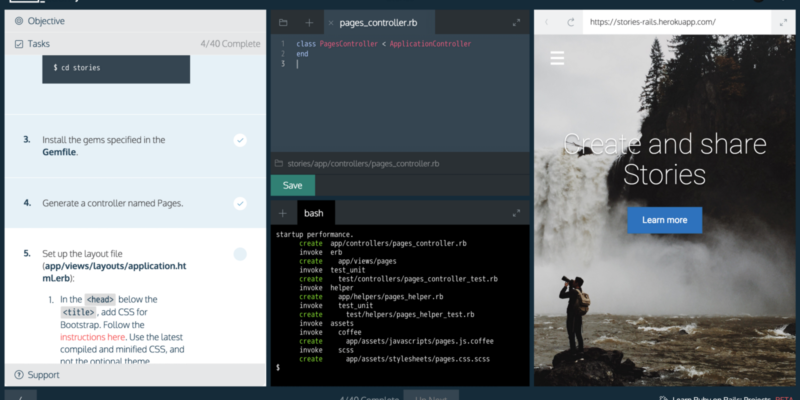 Objective
Tasks 4/40 Complete
$ cd stories
3. Install the gems specified in the
Gemfile.
4. Generate a controller named Pages.
5. Set up the layout file
(app/views/layouts/application.ht
ml.erb):
1. In the <head> below the
<title>, add CSS for
Bootstrap. Follow the
instructions here. Use the latest
compiled and minified CSS, and
not the optional theme
Support
+ × pages_controller.rb
1 class PagesController < ApplicationController
2 end
3
stories/app/controllers/pages_controller.rb
Save
+ bash
startup performance.
create app/controllers/pages_controller.rb
invoke erb
create app/views/pages
invoke test_unit
create test/controllers/pages_controller_test.rb
invoke helper
create app/helpers/pages_helper.rb
invoke test_unit
create test/helpers/pages_helper_test.rb
invoke assets
invoke coffee
create app/assets/javascripts/pages.js.coffee
invoke scss
create app/assets/stylesheets/pages.css.scss
$
https://stories-rails.herokuapp.com/
Create and share
Stories
Learn more
4/40 Complete Up Next
Learn Ruby on Rails: Projects BETA